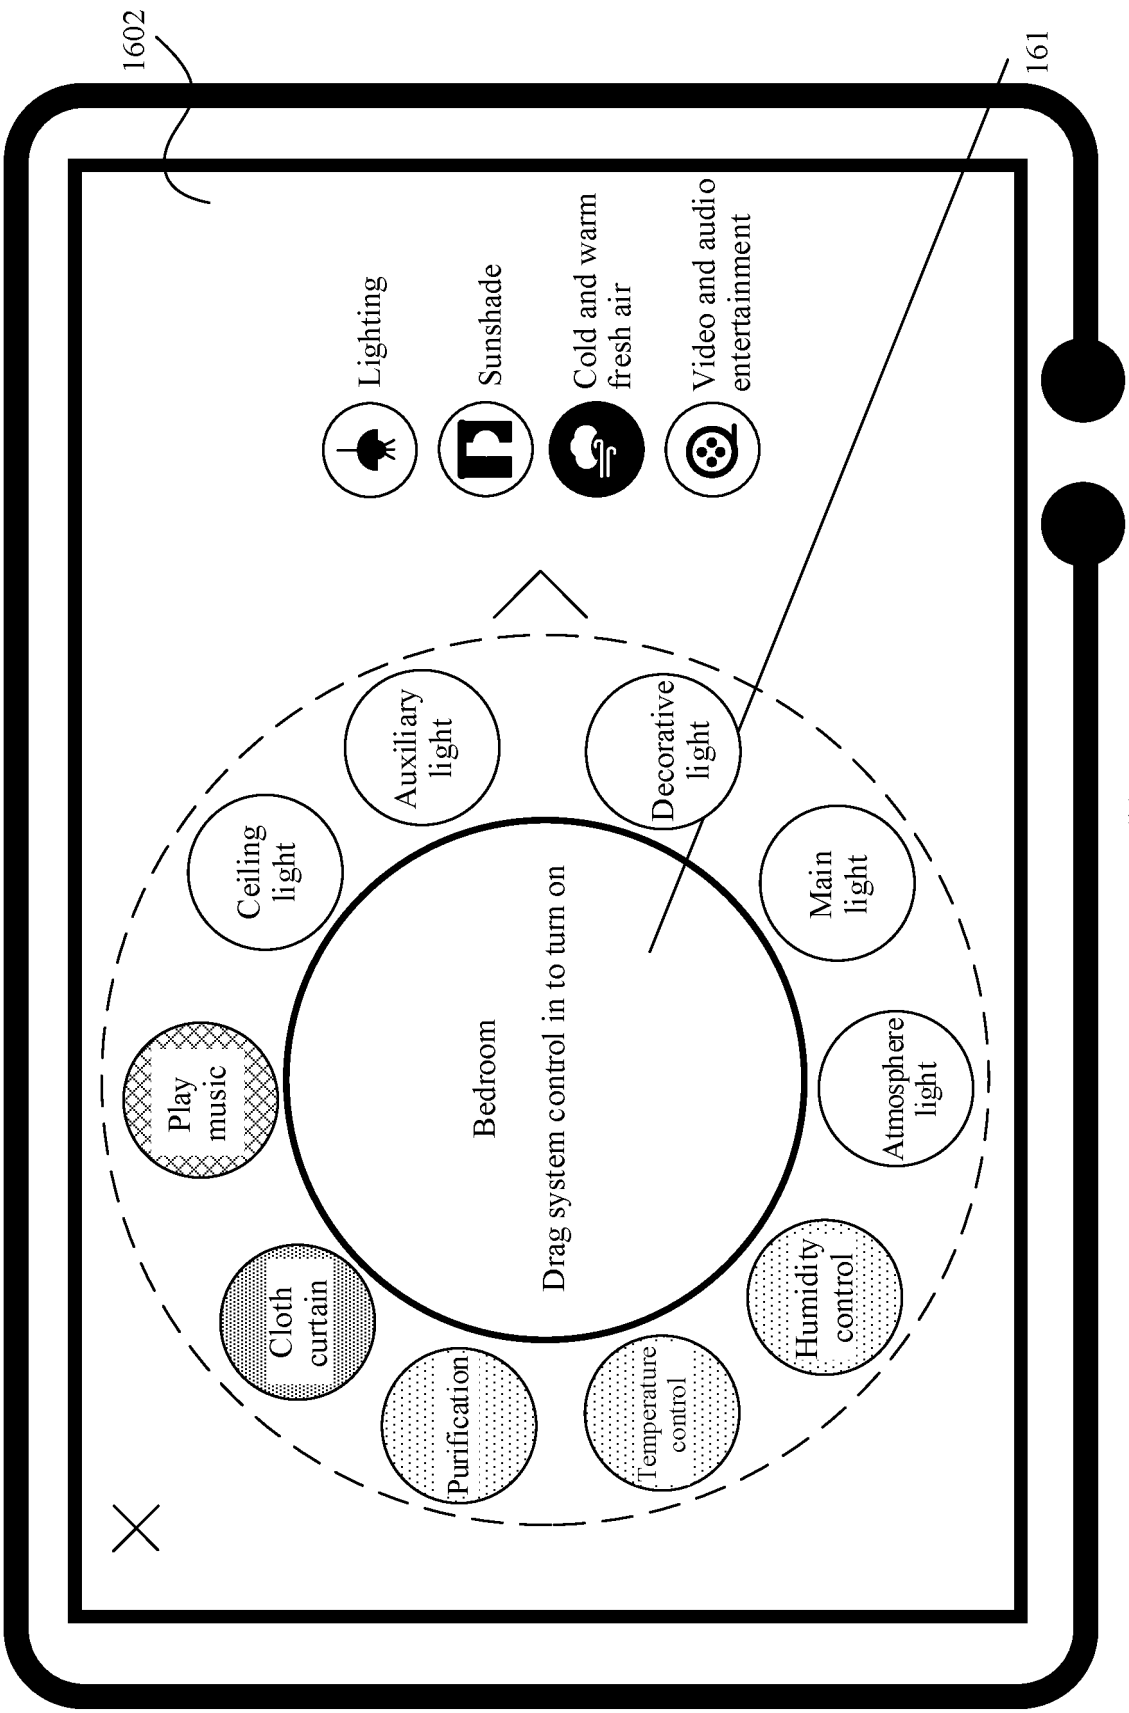 1602
161
Lighting
Sunshade
Cold and warm
fresh air
Video and audio
entertainment
Play
music
Ceiling
light
Auxiliary
light
Decorative
light
Main
light
Atmosphere
light
Humidity
control
Temperature
control
Purification
Cloth
curtain
Bedroom
Drag system control in to turn on